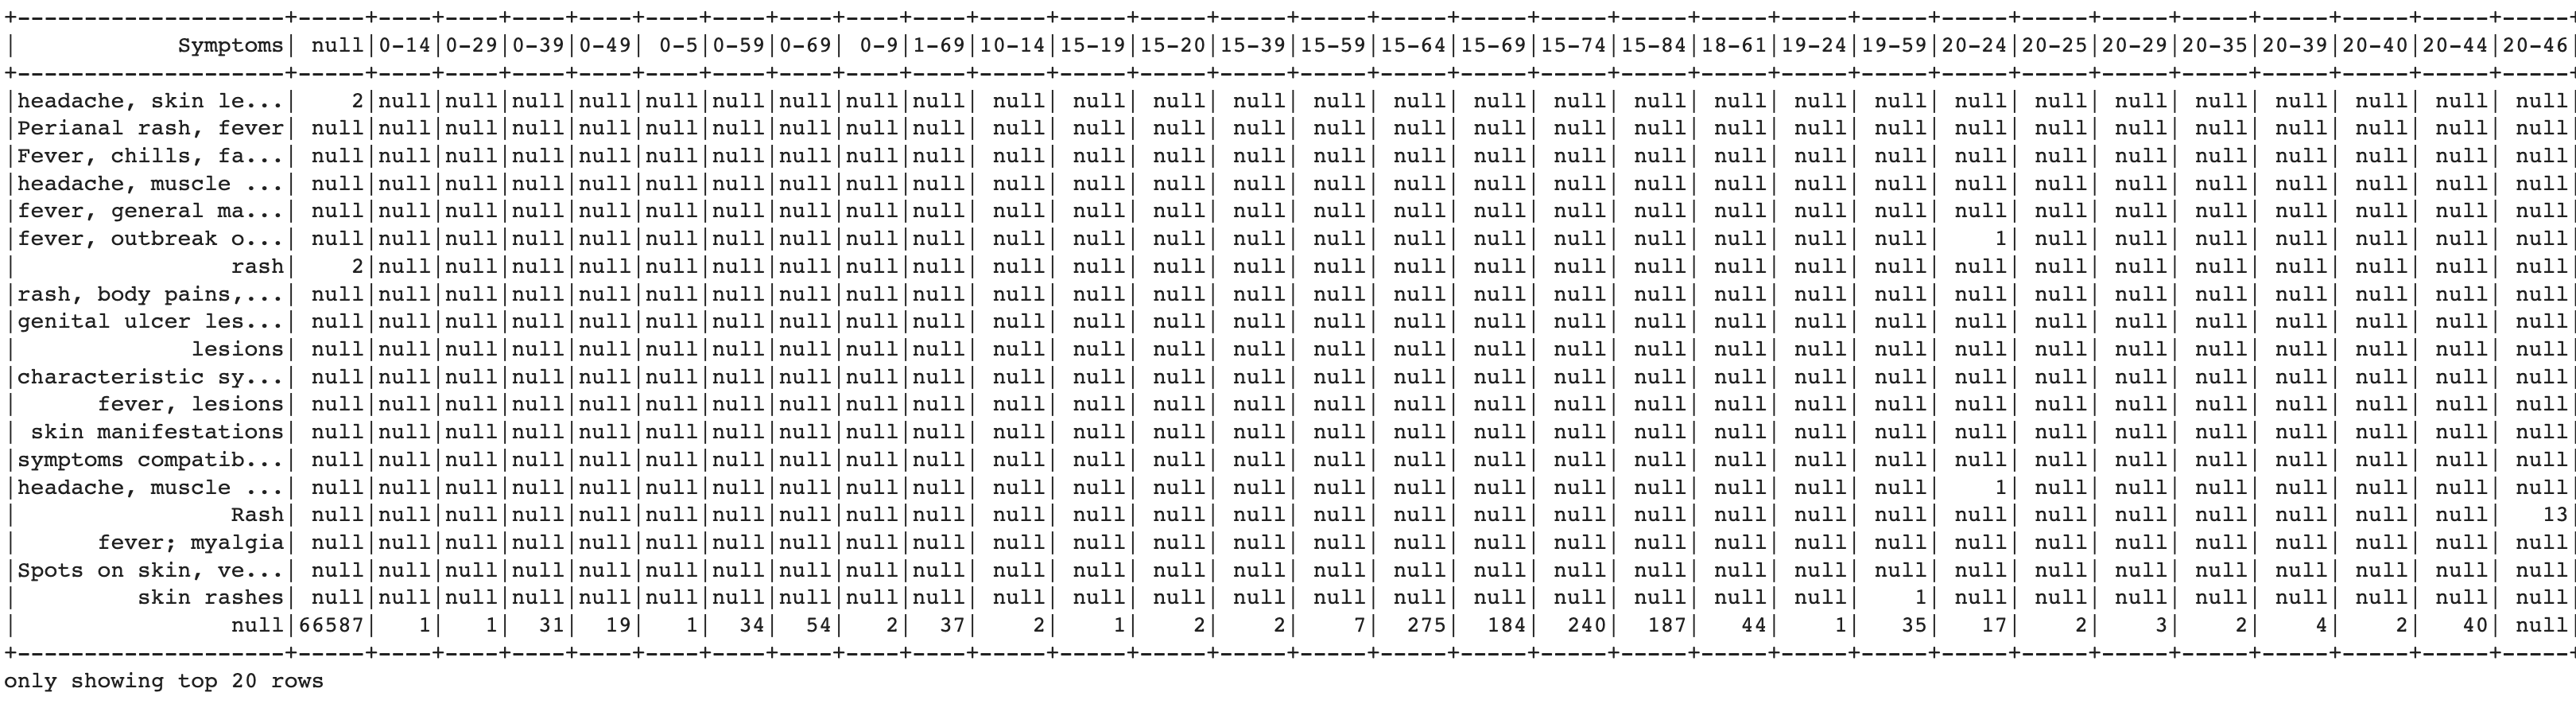 +--------------------+-----+----+----+----+----+----+----+----+----+----+-----+-----+-----+-----+-----+-----+-----+-----+-----+-----+-----+-----+-----+-----+-----+-----+-----+-----+-----+-----+
|            Symptoms| null|0-14|0-29|0-39|0-49| 0-5|0-59|0-69| 0-9|1-69|10-14|15-19|15-20|15-39|15-59|15-64|15-69|15-74|15-84|18-61|19-24|19-59|20-24|20-25|20-29|20-35|20-39|20-40|20-44|20-46|
+--------------------+-----+----+----+----+----+----+----+----+----+----+-----+-----+-----+-----+-----+-----+-----+-----+-----+-----+-----+-----+-----+-----+-----+-----+-----+-----+-----+-----+
|headache, skin le...|    2|null|null|null|null|null|null|null|null|null| null| null| null| null| null| null| null| null| null| null| null| null| null| null| null| null| null| null| null| null|
|Perianal rash, fever| null|null|null|null|null|null|null|null|null|null| null| null| null| null| null| null| null| null| null| null| null| null| null| null| null| null| null| null| null| null|
|Fever, chills, fa...| null|null|null|null|null|null|null|null|null|null| null| null| null| null| null| null| null| null| null| null| null| null| null| null| null| null| null| null| null| null|
|headache, muscle ...| null|null|null|null|null|null|null|null|null|null| null| null| null| null| null| null| null| null| null| null| null| null| null| null| null| null| null| null| null| null|
|fever, general ma...| null|null|null|null|null|null|null|null|null|null| null| null| null| null| null| null| null| null| null| null| null| null| null| null| null| null| null| null| null| null|
|fever, outbreak o...| null|null|null|null|null|null|null|null|null|null| null| null| null| null| null| null| null| null| null| null| null| null|    1| null| null| null| null| null| null| null|
|                rash|    2|null|null|null|null|null|null|null|null|null| null| null| null| null| null| null| null| null| null| null| null| null| null| null| null| null| null| null| null| null|
|rash, body pains,...| null|null|null|null|null|null|null|null|null|null| null| null| null| null| null| null| null| null| null| null| null| null| null| null| null| null| null| null| null| null|
|genital ulcer les...| null|null|null|null|null|null|null|null|null|null| null| null| null| null| null| null| null| null| null| null| null| null| null| null| null| null| null| null| null| null|
|             lesions| null|null|null|null|null|null|null|null|null|null| null| null| null| null| null| null| null| null| null| null| null| null| null| null| null| null| null| null| null| null|
|characteristic sy...| null|null|null|null|null|null|null|null|null|null| null| null| null| null| null| null| null| null| null| null| null| null| null| null| null| null| null| null| null| null|
|      fever, lesions| null|null|null|null|null|null|null|null|null|null| null| null| null| null| null| null| null| null| null| null| null| null| null| null| null| null| null| null| null| null|
| skin manifestations| null|null|null|null|null|null|null|null|null|null| null| null| null| null| null| null| null| null| null| null| null| null| null| null| null| null| null| null| null| null|
|symptoms compatib...| null|null|null|null|null|null|null|null|null|null| null| null| null| null| null| null| null| null| null| null| null| null| null| null| null| null| null| null| null| null|
|headache, muscle ...| null|null|null|null|null|null|null|null|null|null| null| null| null| null| null| null| null| null| null| null| null| null|    1| null| null| null| null| null| null| null|
|                Rash| null|null|null|null|null|null|null|null|null|null| null| null| null| null| null| null| null| null| null| null| null| null| null| null| null| null| null| null| null|   13|
|      fever; myalgia| null|null|null|null|null|null|null|null|null|null| null| null| null| null| null| null| null| null| null| null| null| null| null| null| null| null| null| null| null| null|
|Spots on skin, ve...| null|null|null|null|null|null|null|null|null|null| null| null| null| null| null| null| null| null| null| null| null| null| null| null| null| null| null| null| null| null|
|         skin rashes| null|null|null|null|null|null|null|null|null|null| null| null| null| null| null| null| null| null| null| null| null|    1| null| null| null| null| null| null| null| null|
|                null|66587|   1|   1|  31|  19|   1|  34|  54|   2|  37|    2|    1|    2|    2|    7|  275|  184|  240|  187|   44|    1|   35|   17|    2|    3|    2|    4|    2|   40| null|
+--------------------+-----+----+----+----+----+----+----+----+----+----+-----+-----+-----+-----+-----+-----+-----+-----+-----+-----+-----+-----+-----+-----+-----+-----+-----+-----+-----+-----+
only showing top 20 rows